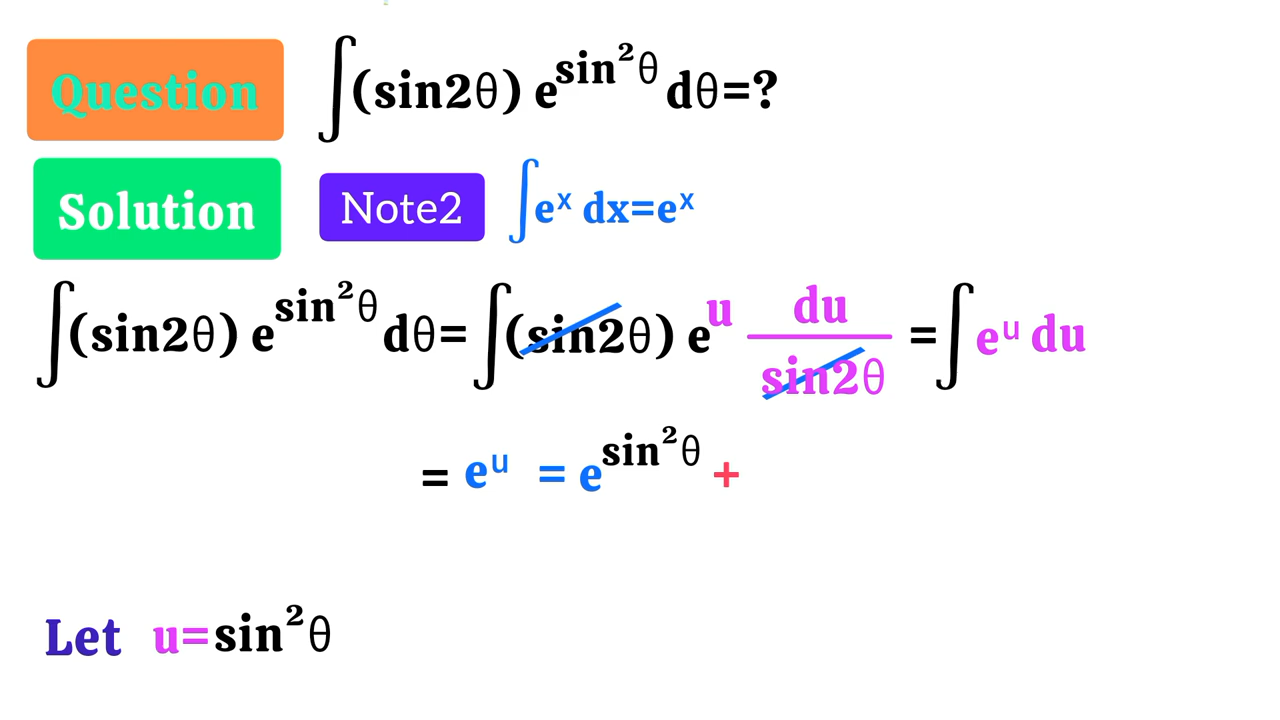 Question ∫(sin2θ) e^sin²θ dθ=?
Solution Note2 ∫e^x dx=e^x
∫(sin2θ) e^sin²θ dθ= ∫(sin2θ) e^u du/sin2θ =∫e^u du
= e^u = e^sin²θ +
Let u=sin²θ